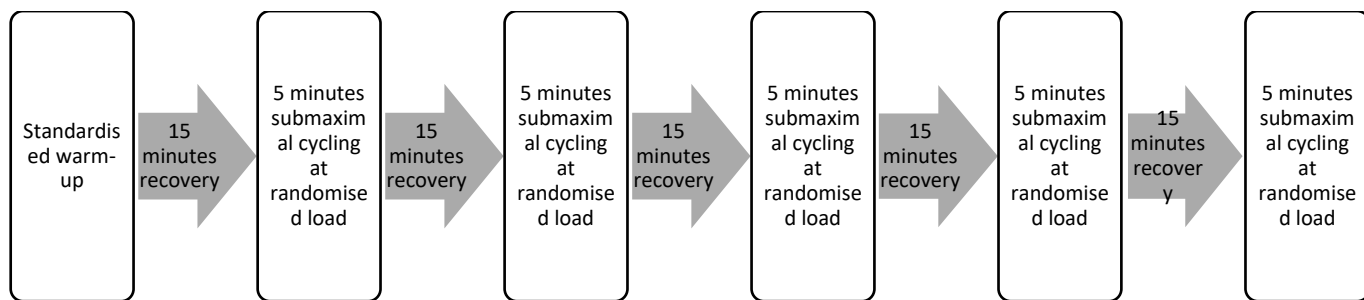 Standardis
ed warm-
up
15
minutes
recovery
5 minutes
submaxim
al cycling
at
randomise
d load
15
minutes
recovery
5 minutes
submaxim
al cycling
at
randomise
d load
15
minutes
recovery
5 minutes
submaxim
al cycling
at
randomise
d load
15
minutes
recovery
5 minutes
submaxim
al cycling
at
randomise
d load
15
minutes
recover
y
5 minutes
submaxim
al cycling
at
randomise
d load